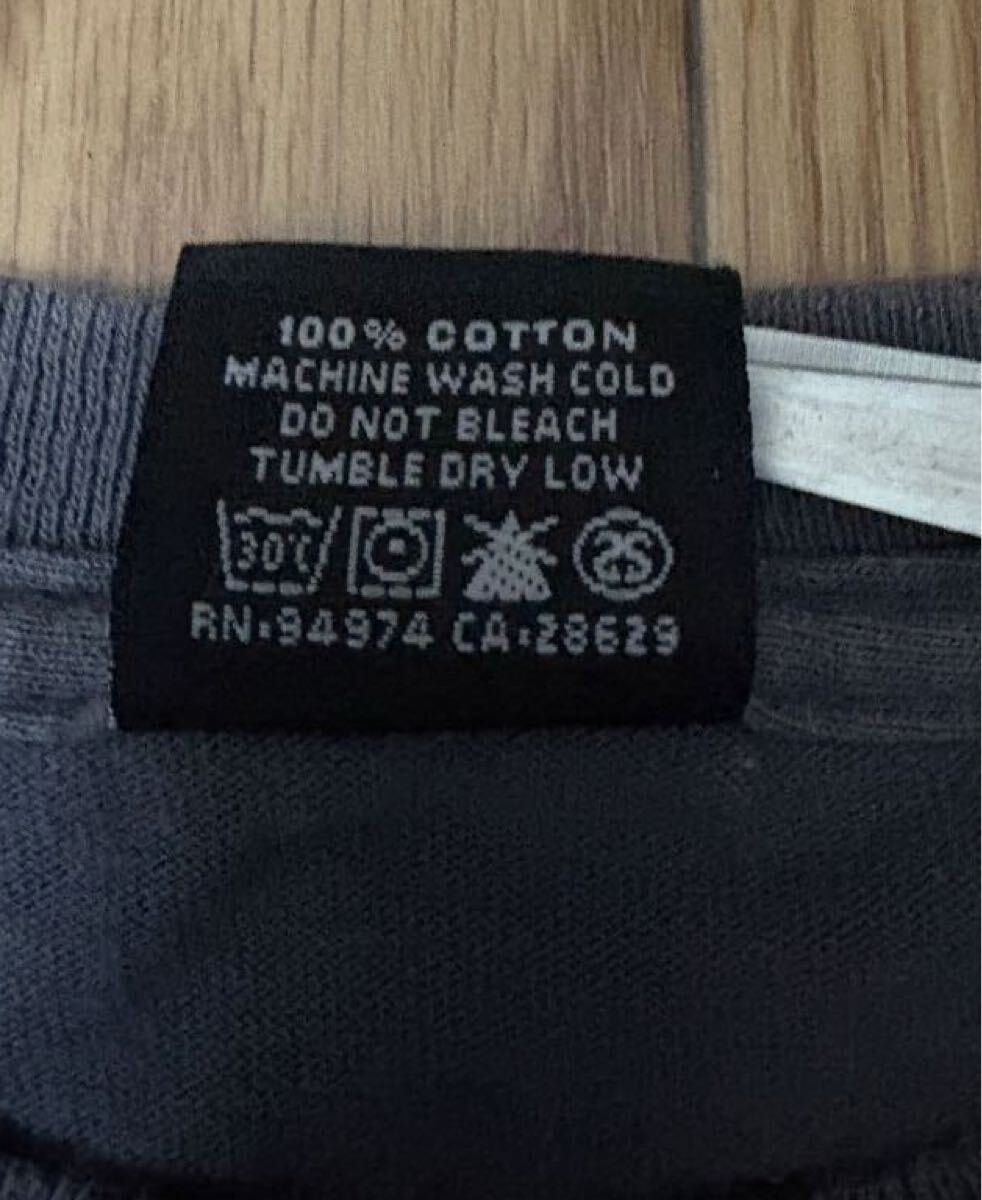 100% COTTON
MACHINE WASH COLD
DO NOT BLEACH
TUMBLE DRY LOW
30℃
RN:94974 CA:28629